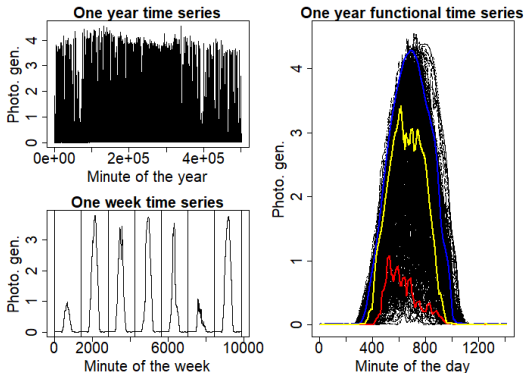 One year time series
Photo. gen.
0 1 2 3 4
0e+00 2e+05 4e+05
Minute of the year
One week time series
Photo. gen.
0 1 2 3
0 2000 6000 10000
Minute of the week
One year functional time series
Photo. gen.
0 1 2 3 4
0 400 800 1200
Minute of the day